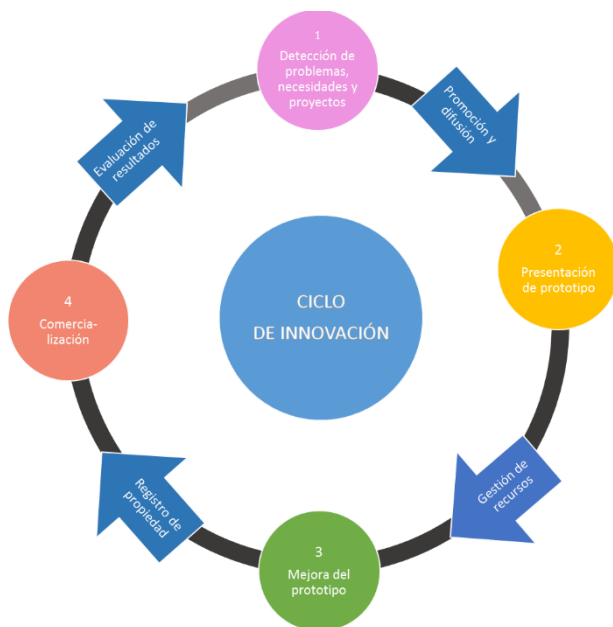 1
Detección de
problemas,
necesidades y
proyectos
Promoción y
difusión
2
Presentación
de prototipo
Gestión de
recursos
3
Mejora del
prototipo
Registro de
propiedad
4
Comercia-
lización
Evaluación de
resultados
CICLO
DE INNOVACIÓN